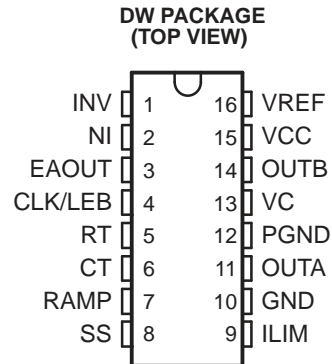 DW PACKAGE
(TOP VIEW)
INV 1 16 VREF
NI 2 15 VCC
EAOUT 3 14 OUTB
CLK/LEB 4 13 VC
RT 5 12 PGND
CT 6 11 OUTA
RAMP 7 10 GND
SS 8 9 ILIM